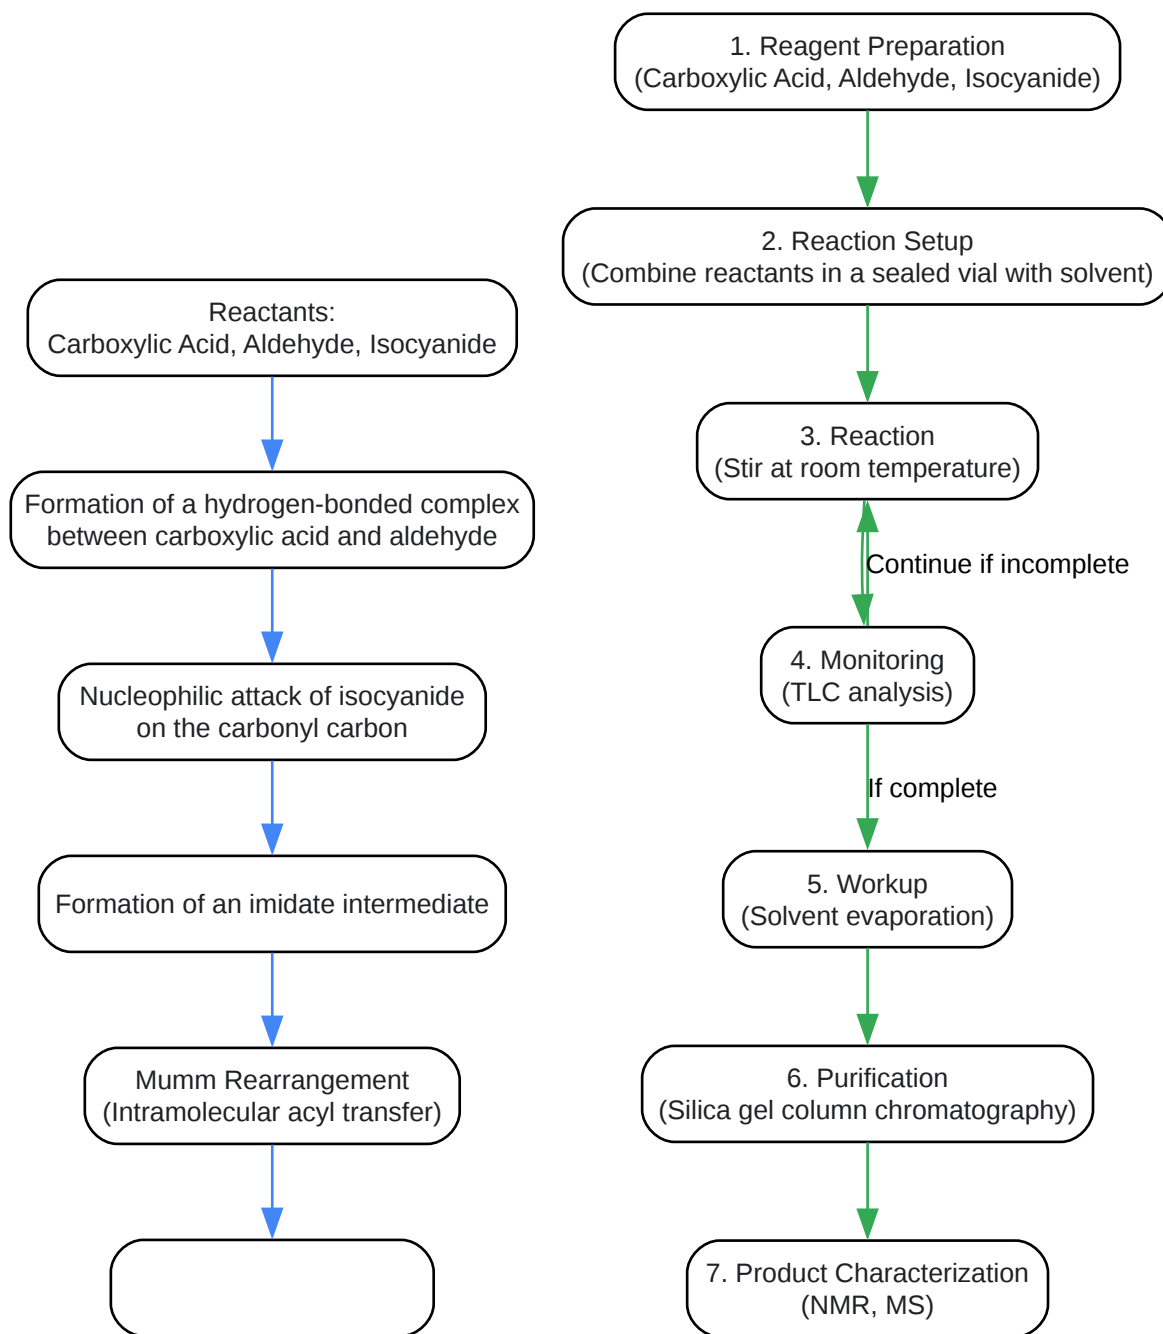 Reactants:
Carboxylic Acid, Aldehyde, Isocyanide
Formation of a hydrogen-bonded complex
between carboxylic acid and aldehyde
Nucleophilic attack of isocyanide
on the carbonyl carbon
Formation of an imidate intermediate
Mumm Rearrangement
(Intramolecular acyl transfer)
1. Reagent Preparation
(Carboxylic Acid, Aldehyde, Isocyanide)
2. Reaction Setup
(Combine reactants in a sealed vial with solvent)
3. Reaction
(Stir at room temperature)
Continue if incomplete
4. Monitoring
(TLC analysis)
If complete
5. Workup
(Solvent evaporation)
6. Purification
(Silica gel column chromatography)
7. Product Characterization
(NMR, MS)